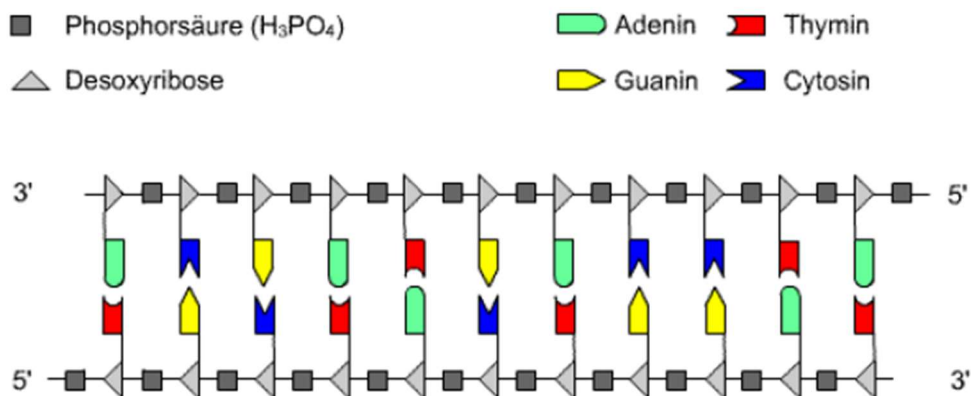 Phosphorsäure (H₃PO₄) Adenin Thymin
Desoxyribose Guanin Cytosin
3' 5'
5' 3'